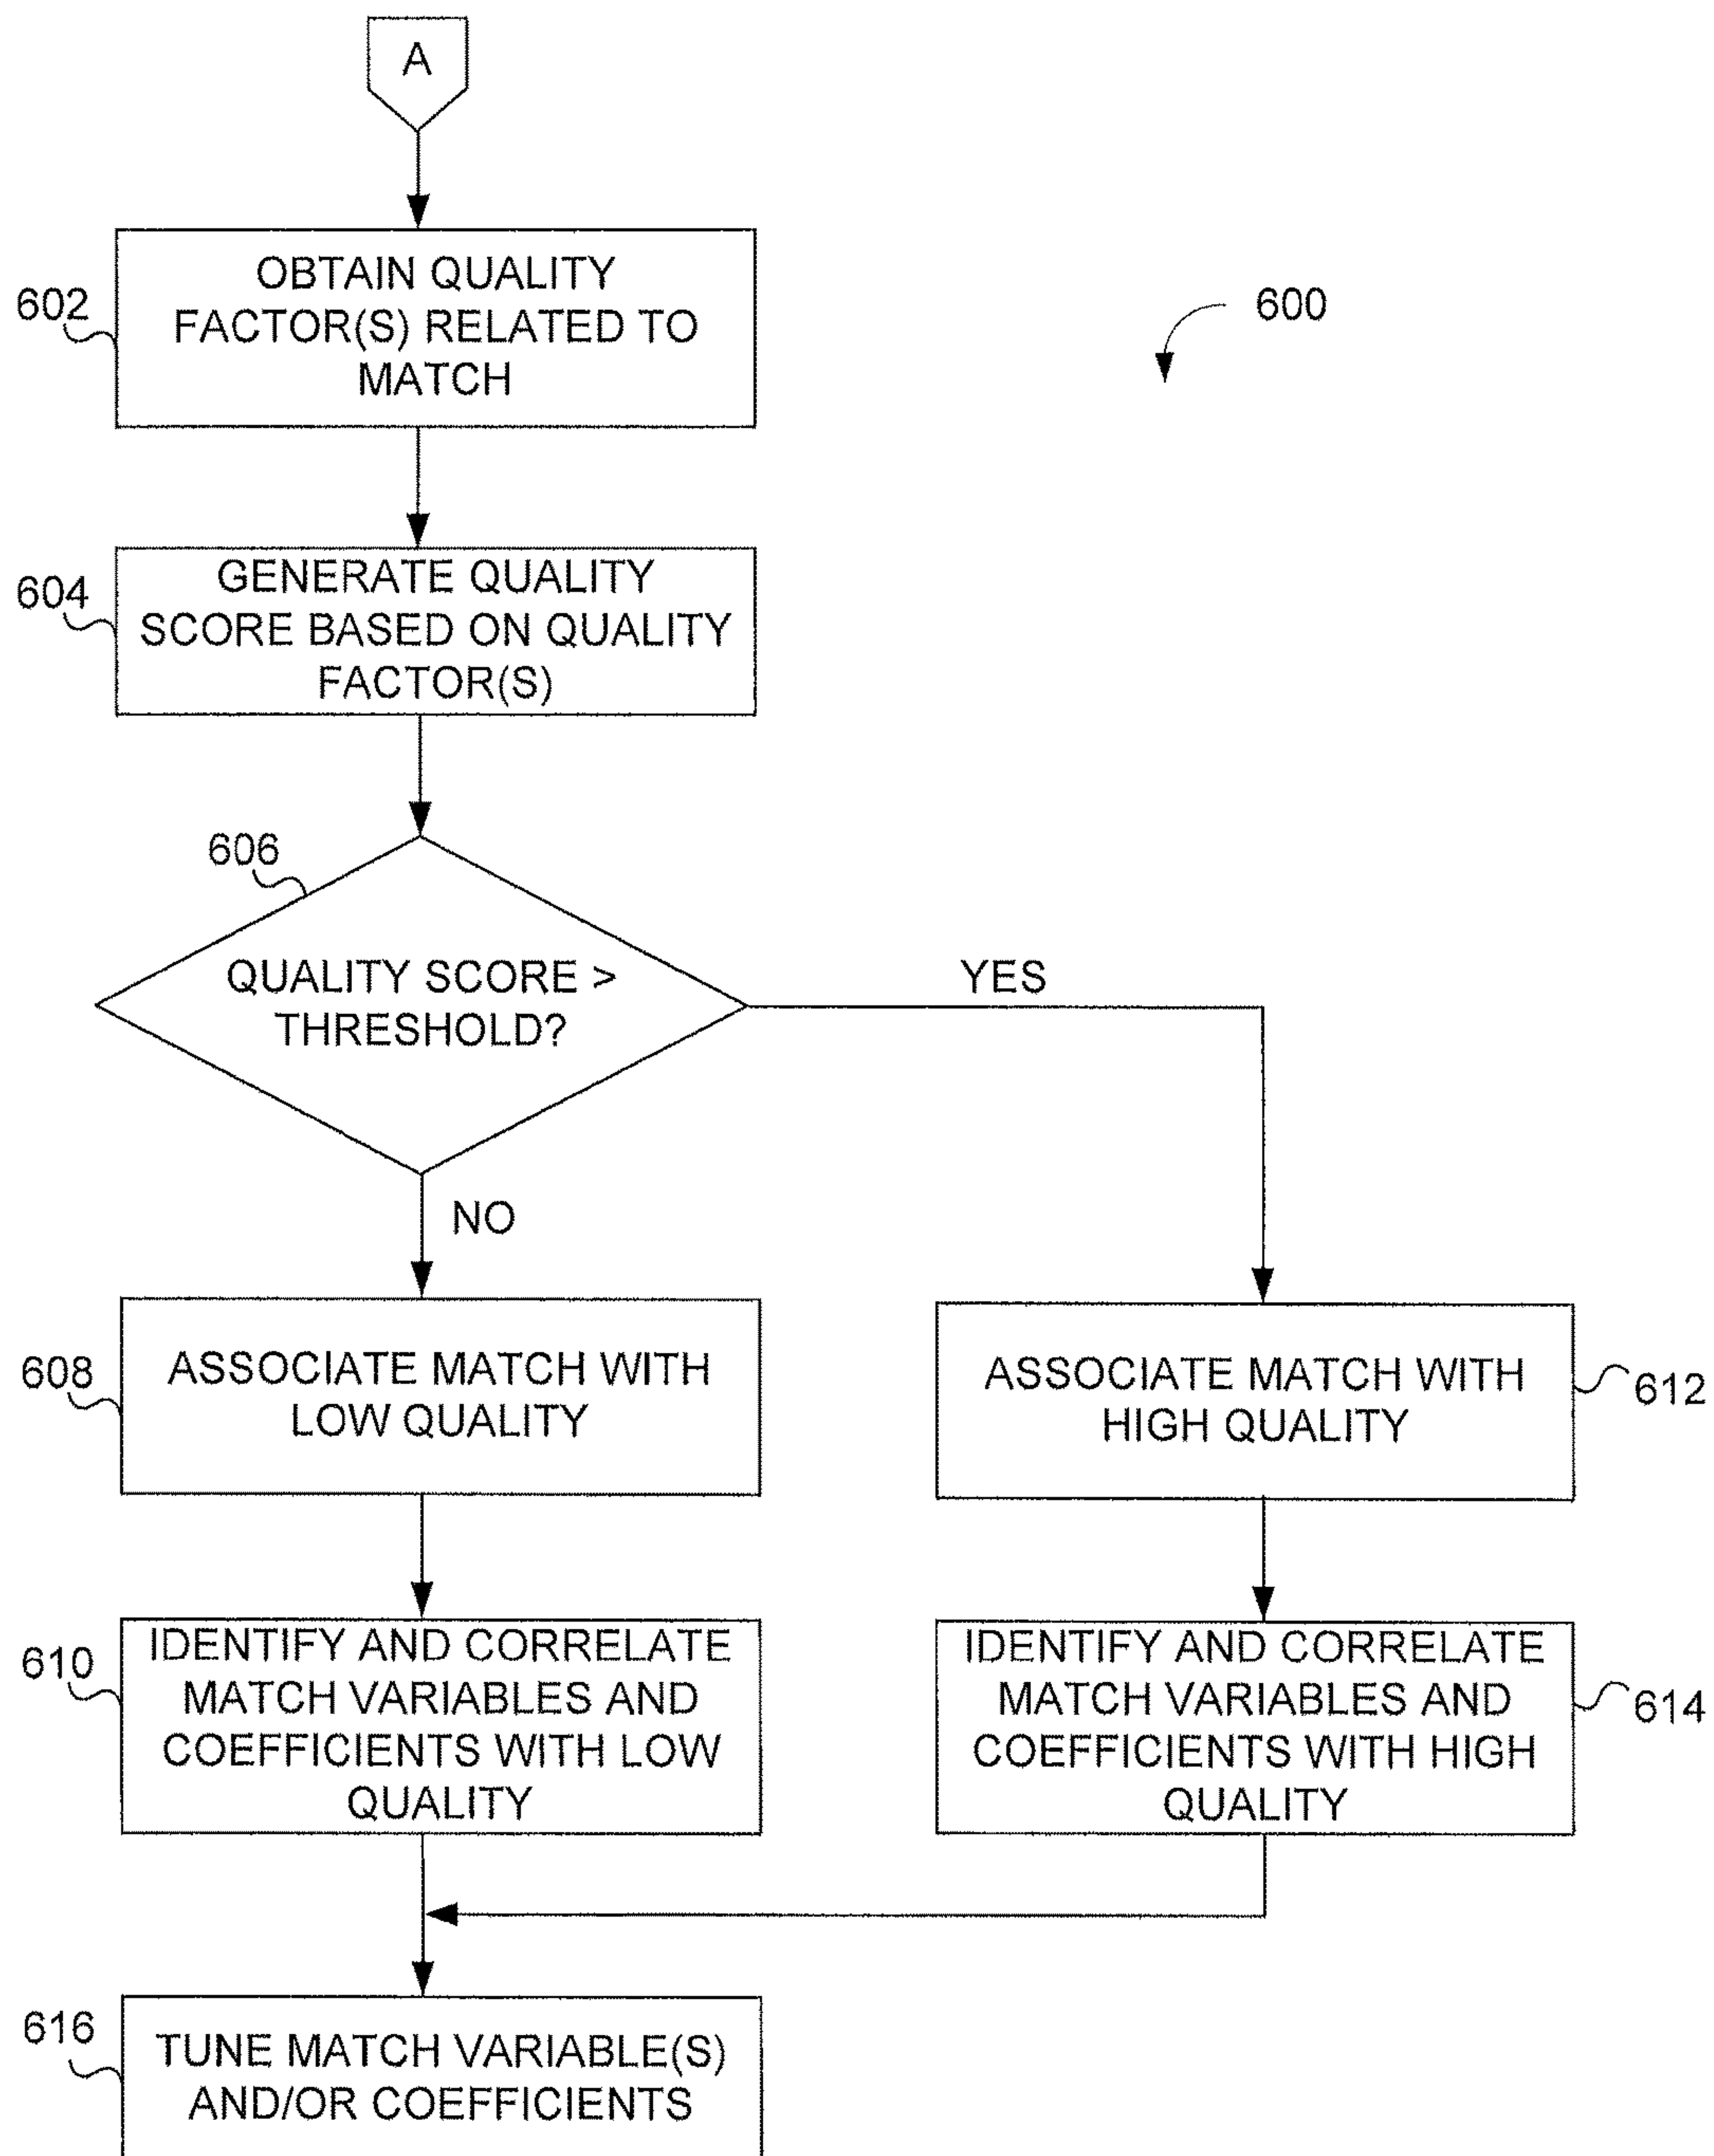 A
602
OBTAIN QUALITY
FACTOR(S) RELATED TO
MATCH
600
604
GENERATE QUALITY
SCORE BASED ON QUALITY
FACTOR(S)
606
QUALITY SCORE >
THRESHOLD?
YES
NO
608
ASSOCIATE MATCH WITH
LOW QUALITY
ASSOCIATE MATCH WITH
HIGH QUALITY
612
610
IDENTIFY AND CORRELATE
MATCH VARIABLES AND
COEFFICIENTS WITH LOW
QUALITY
IDENTIFY AND CORRELATE
MATCH VARIABLES AND
COEFFICIENTS WITH HIGH
QUALITY
614
616
TUNE MATCH VARIABLE(S)
AND/OR COEFFICIENTS